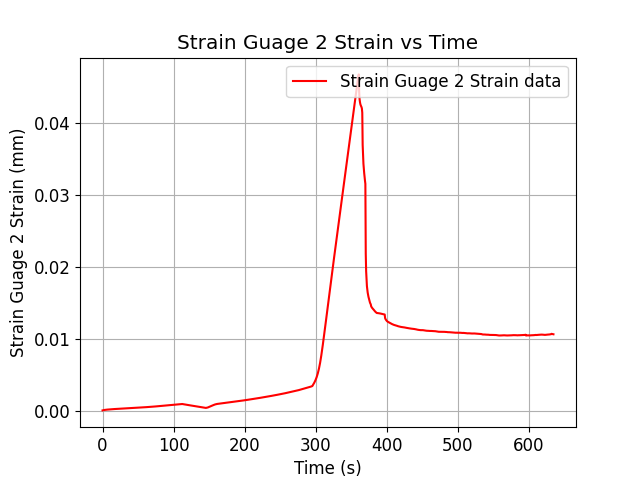 Strain Guage 2 Strain vs Time
Strain Guage 2 Strain data
Strain Guage 2 Strain (mm)
0.04
0.03
0.02
0.01
0.00
0 100 200 300 400 500 600
Time (s)